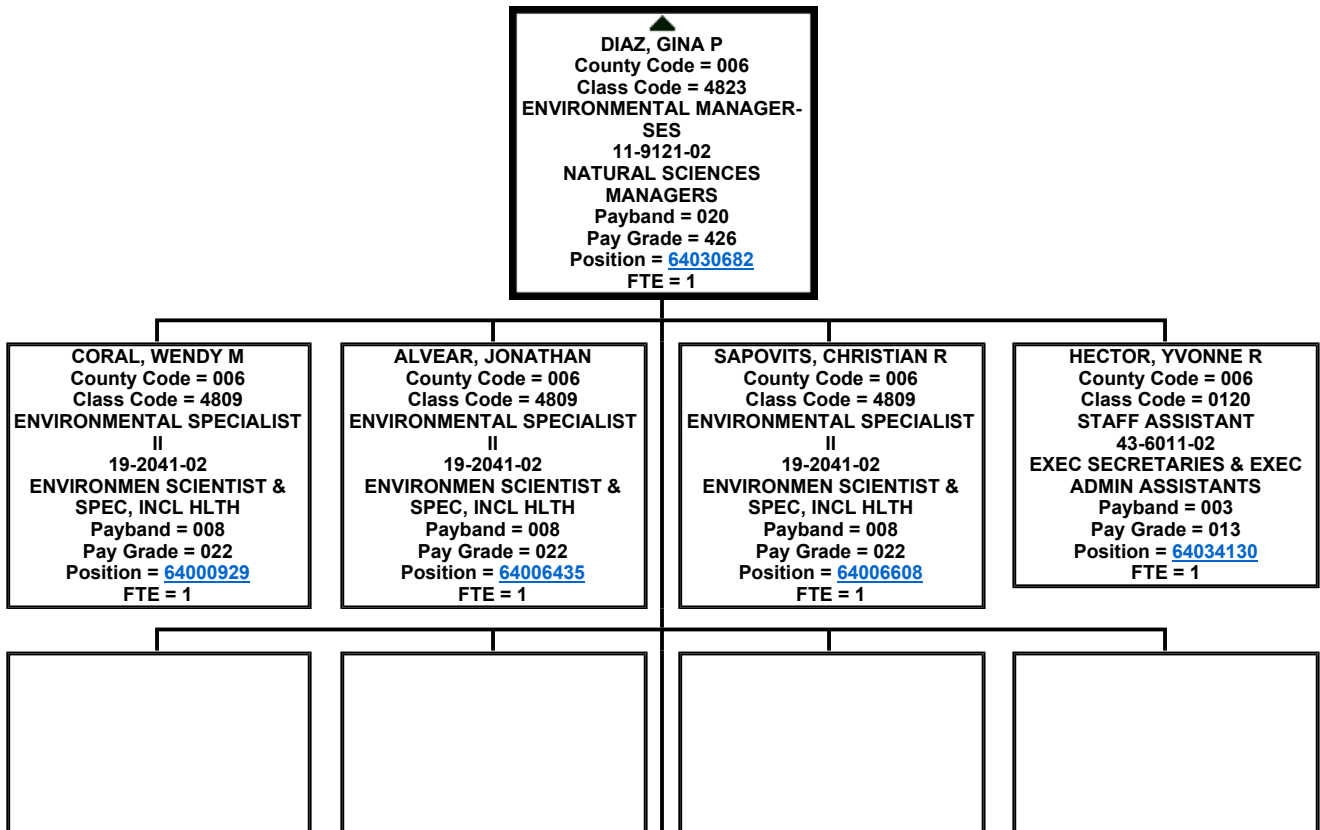 DIAZ, GINA P
County Code = 006
Class Code = 4823
ENVIRONMENTAL MANAGER-
SES
11-9121-02
NATURAL SCIENCES
MANAGERS
Payband = 020
Pay Grade = 426
Position = 64030682
FTE = 1
CORAL, WENDY M
County Code = 006
Class Code = 4809
ENVIRONMENTAL SPECIALIST
II
19-2041-02
ENVIRONMEN SCIENTIST &
SPEC, INCL HLTH
Payband = 008
Pay Grade = 022
Position = 64000929
FTE = 1
ALVEAR, JONATHAN
County Code = 006
Class Code = 4809
ENVIRONMENTAL SPECIALIST
II
19-2041-02
ENVIRONMEN SCIENTIST &
SPEC, INCL HLTH
Payband = 008
Pay Grade = 022
Position = 64006435
FTE = 1
SAPOVITS, CHRISTIAN R
County Code = 006
Class Code = 4809
ENVIRONMENTAL SPECIALIST
II
19-2041-02
ENVIRONMEN SCIENTIST &
SPEC, INCL HLTH
Payband = 008
Pay Grade = 022
Position = 64006608
FTE = 1
HECTOR, YVONNE R
County Code = 006
Class Code = 0120
STAFF ASSISTANT
43-6011-02
EXEC SECRETARIES & EXEC
ADMIN ASSISTANTS
Payband = 003
Pay Grade = 013
Position = 64034130
FTE = 1